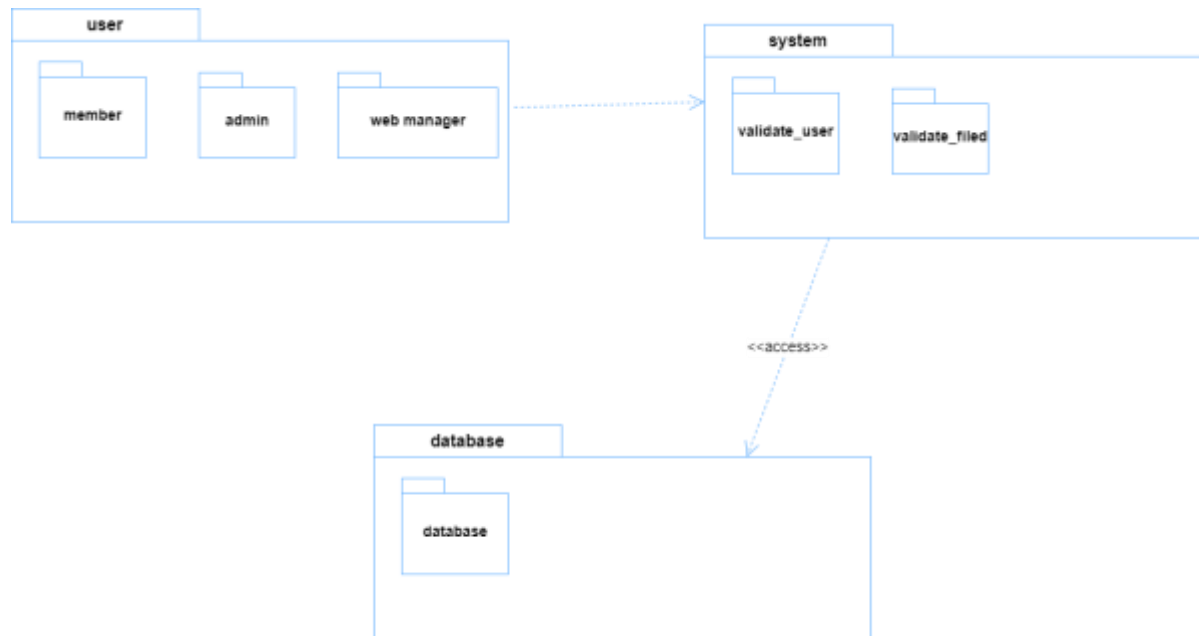 user
member
admin
web manager
system
validate_user
validate_filed
<<access>>
database
database